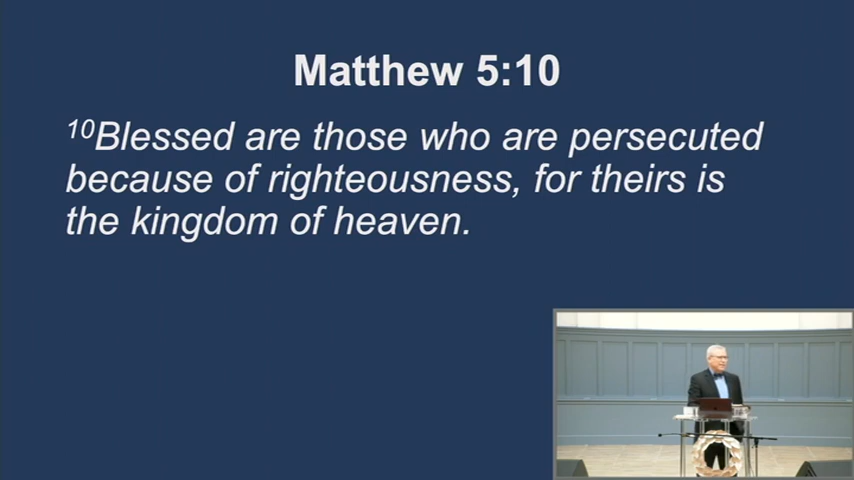 Matthew 5:10
10Blessed are those who are persecuted
because of righteousness, for theirs is
the kingdom of heaven.